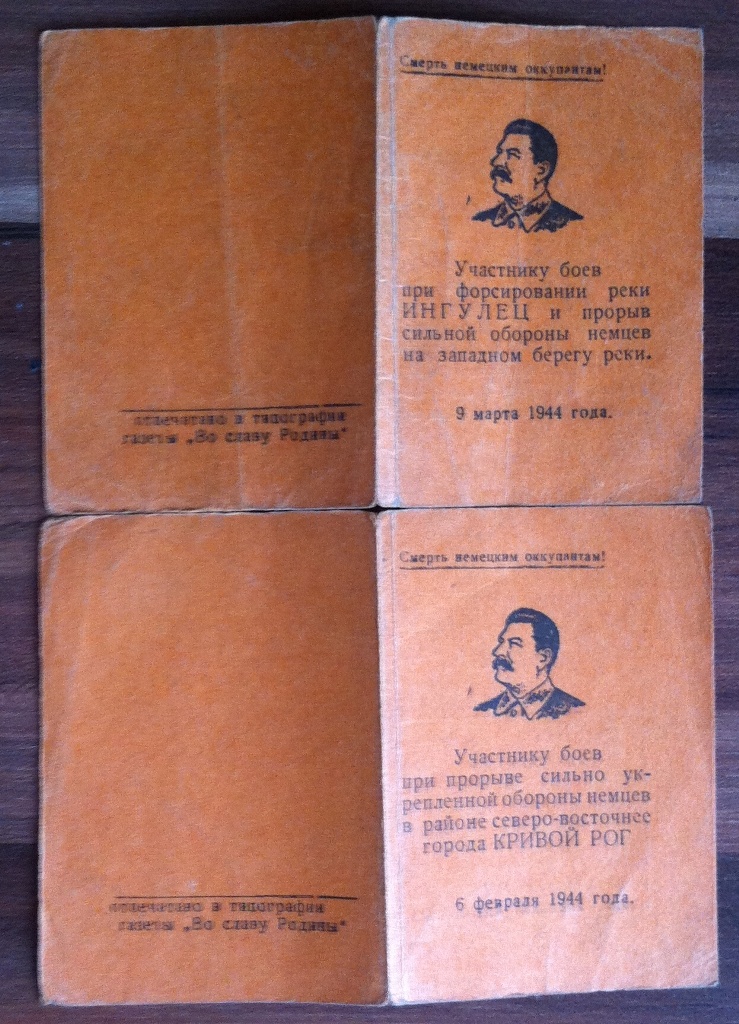 Смерть немецким оккупантам!
Участнику боев
при форсировании реки
ИНГУЛЕЦ и прорыв
сильной обороны немцев
на западном берегу реки.
9 марта 1944 года.
отпечатано в типографии
газеты „Во славу Родины"
Смерть немецким оккупантам!
Участнику боев
при прорыве сильно ук-
репленной обороны немцев
в районе северо-восточнее
города КРИВОЙ РОГ
6 февраля 1944 года.
отпечатано в типографии
газеты „Во славу Родины"